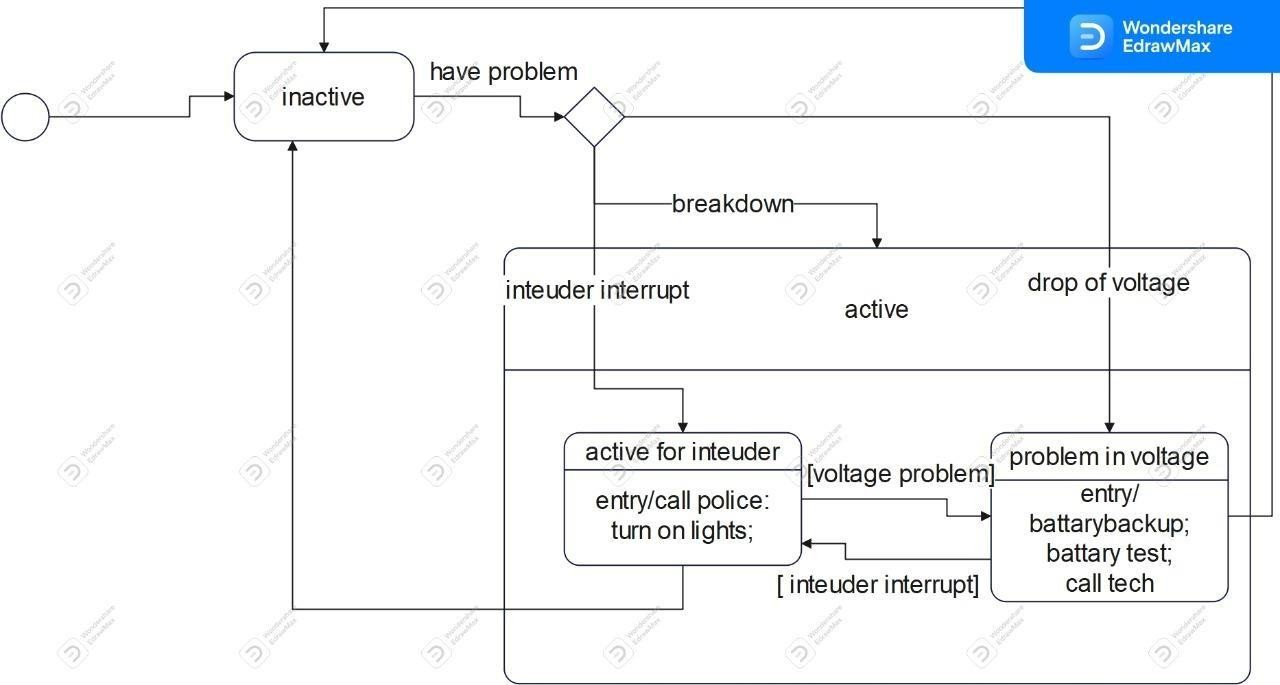 Wondershare
EdrawMax
have problem
inactive
breakdown
inteuder interrupt
drop of voltage
active
active for inteuder
entry/call police:
turn on lights;
[voltage problem]
[ inteuder interrupt]
problem in voltage
entry/
battarybackup;
battary test;
call tech